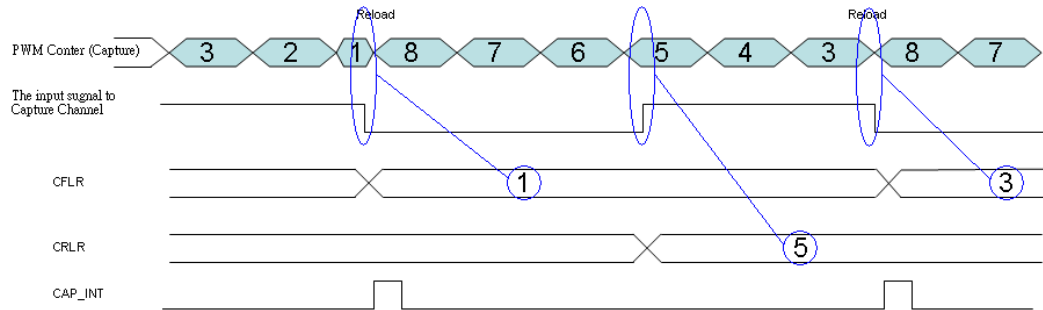 Reload Reload
PWM Conter (Capture) 3 2 1 8 7 6 5 4 3 8 7
The input sugnal to
Capture Channel
CFLR 1 3
CRLR 5
CAP_INT